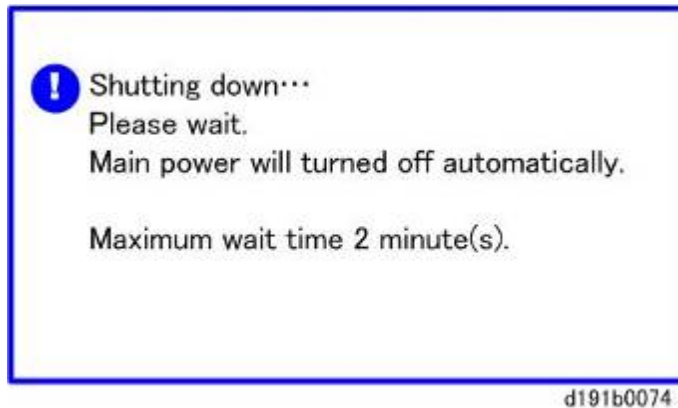 Shutting down…
Please wait.
Main power will turned off automatically.
Maximum wait time 2 minute(s).
d191b0074